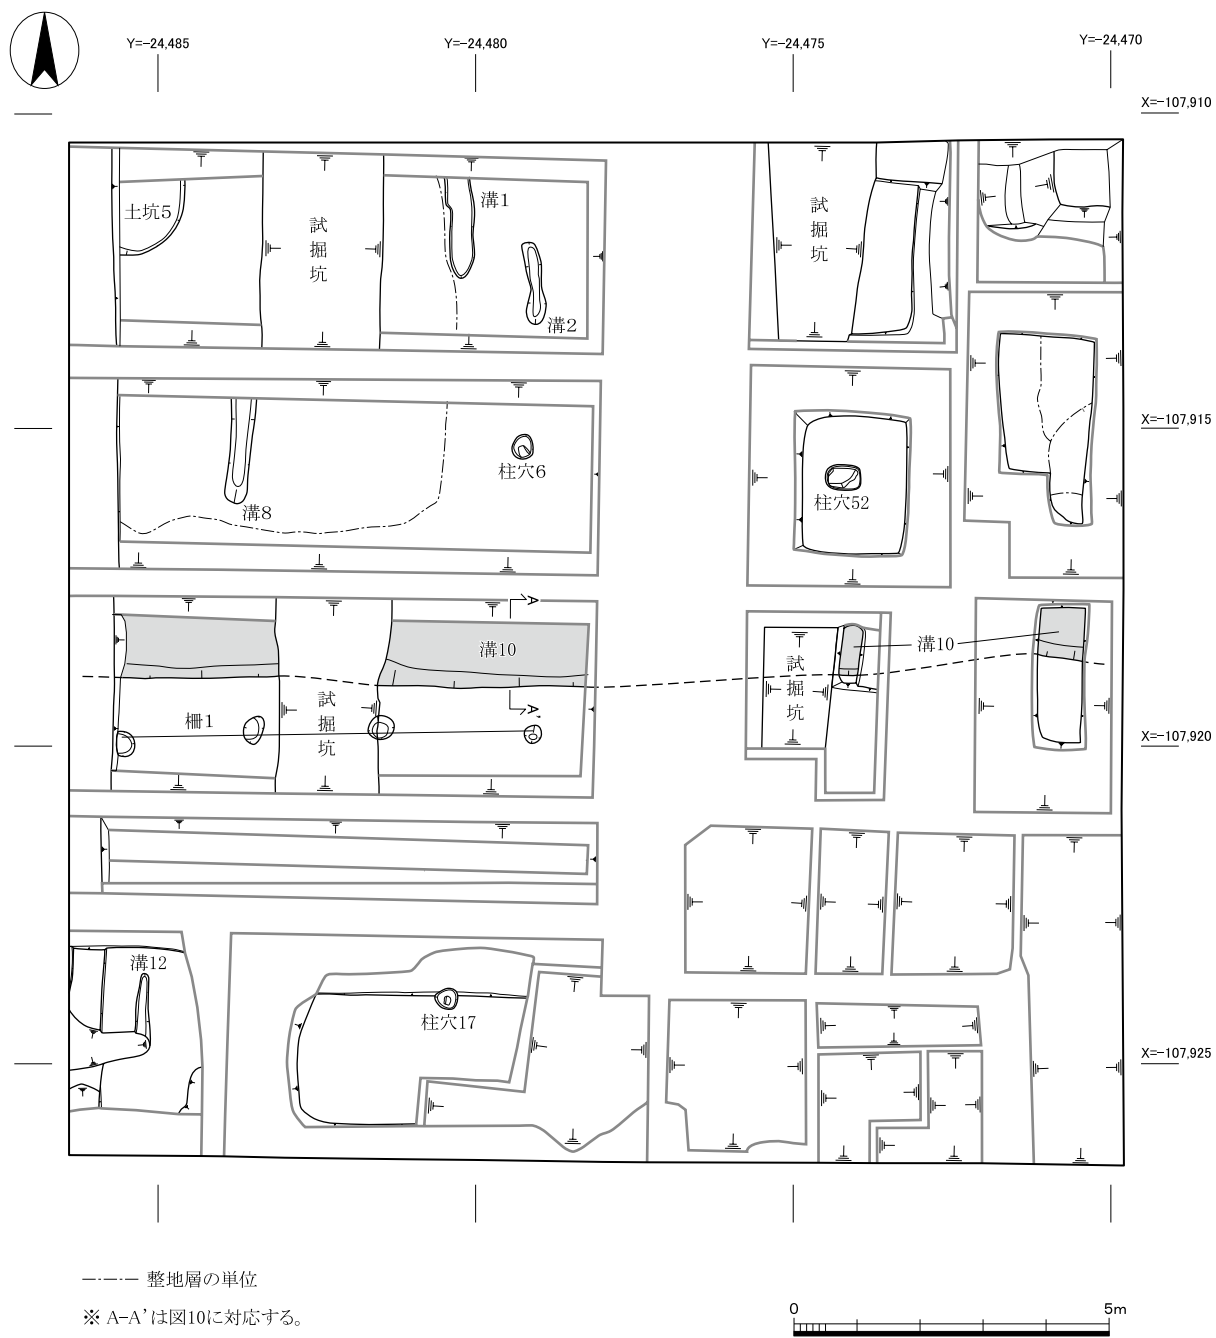 Y=-24,485
Y=-24,480
Y=-24,475
Y=-24,470
X=-107,910
土坑5
試掘坑
溝1
溝2
試掘坑
X=-107,915
溝8
柱穴6
柱穴52
A
溝10
溝10
柵1
試掘坑
A'
試掘坑
X=-107,920
溝12
柱穴17
X=-107,925
整地層の単位
※ A-A'は図10に対応する。
0
5m